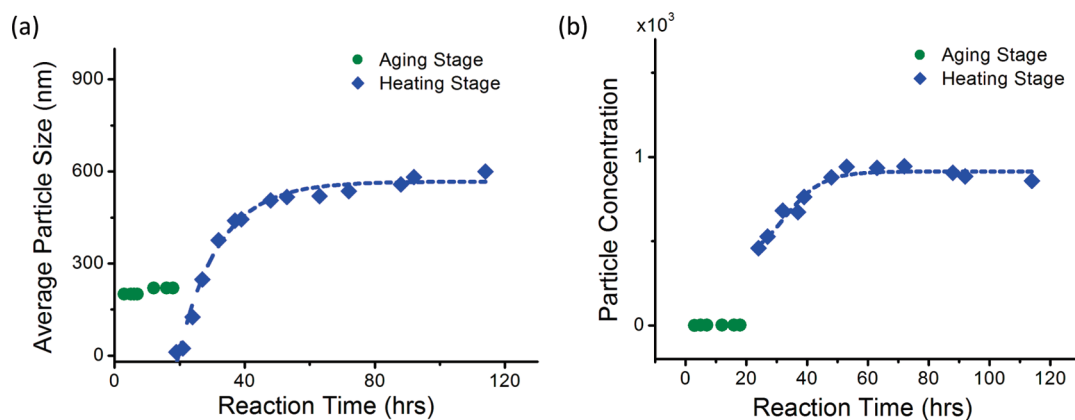 (a)
Aging Stage
Heating Stage
900
600
300
0
Average Particle Size (nm)
0 40 80 120
Reaction Time (hrs)
(b)
x10³
Aging Stage
Heating Stage
1
0
Particle Concentration
0 20 40 60 80 100 120
Reaction Time (hrs)